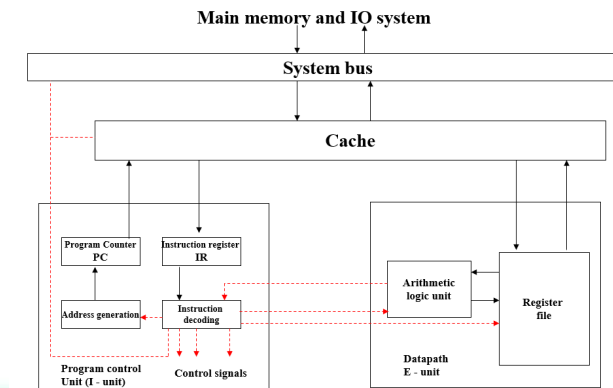 Main memory and IO system
System bus
Cache
Program Counter
PC
Instruction register
IR
Address generation
Instruction
decoding
Program control
Unit (I - unit)
Control signals
Arithmetic
logic unit
Register
file
Datapath
E - unit